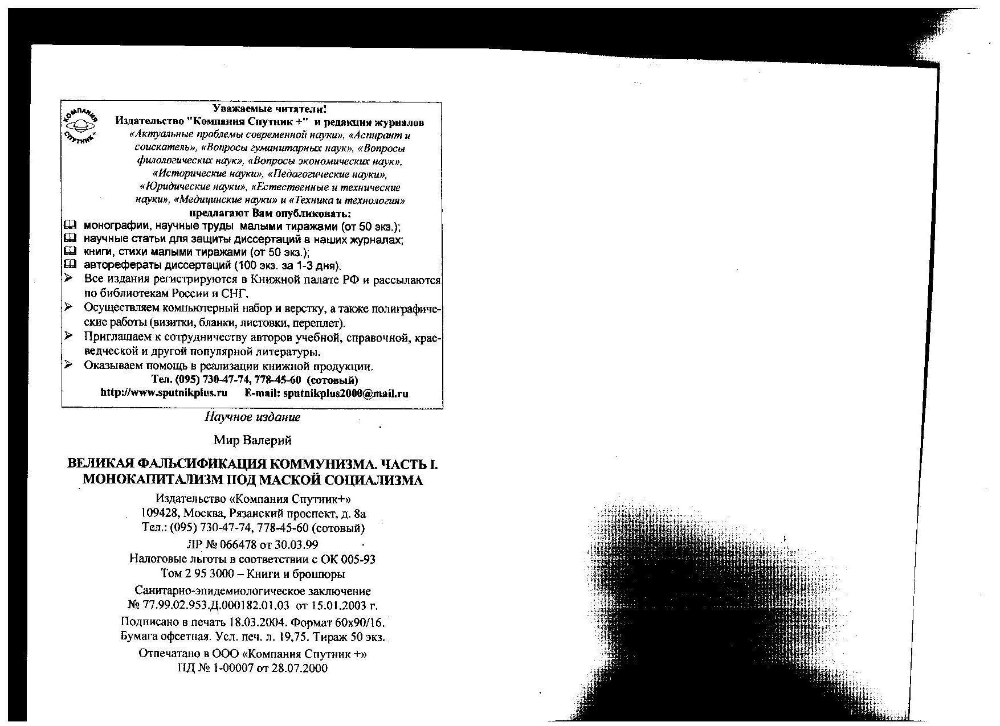 КОМПАНИЯ
СПУТНИК+
Уважаемые читатели!
Издательство "Компания Спутник +" и редакция журналов
«Актуальные проблемы современной науки», «Аспирант и
соискатель», «Вопросы гуманитарных наук», «Вопросы
филологических наук», «Вопросы экономических наук»,
«Исторические науки», «Педагогические науки»,
«Юридические науки», «Естественные и технические
науки», «Медицинские науки» и «Техника и технология»
предлагают Вам опубликовать:
монографии, научные труды малыми тиражами (от 50 экз.);
научные статьи для защиты диссертаций в наших журналах;
книги, стихи малыми тиражами (от 50 экз.);
авторефераты диссертаций (100 экз. за 1-3 дня).
➢ Все издания регистрируются в Книжной палате РФ и рассылаются
по библиотекам России и СНГ.
➢ Осуществляем компьютерный набор и верстку, а также полиграфиче-
ские работы (визитки, бланки, листовки, переплет).
➢ Приглашаем к сотрудничеству авторов учебной, справочной, крае-
ведческой и другой популярной литературы.
➢ Оказываем помощь в реализации книжной продукции.
Тел. (095) 730-47-74, 778-45-60 (сотовый)
http://www.sputnikplus.ru E-mail: sputnikplus2000@mail.ru
Научное издание
Мир Валерий
ВЕЛИКАЯ ФАЛЬСИФИКАЦИЯ КОММУНИЗМА. ЧАСТЬ I.
МОНОКАПИТАЛИЗМ ПОД МАСКОЙ СОЦИАЛИЗМА
Издательство «Компания Спутник+»
109428, Москва, Рязанский проспект, д. 8а
Тел.: (095) 730-47-74, 778-45-60 (сотовый)
ЛР № 066478 от 30.03.99
Налоговые льготы в соответствии с ОК 005-93
Том 2 95 3000 – Книги и брошюры
Санитарно-эпидемиологическое заключение
№ 77.99.02.953.Д.000182.01.03 от 15.01.2003 г.
Подписано в печать 18.03.2004. Формат 60x90/16.
Бумага офсетная. Усл. печ. л. 19,75. Тираж 50 экз.
Отпечатано в ООО «Компания Спутник +»
ПД № 1-00007 от 28.07.2000